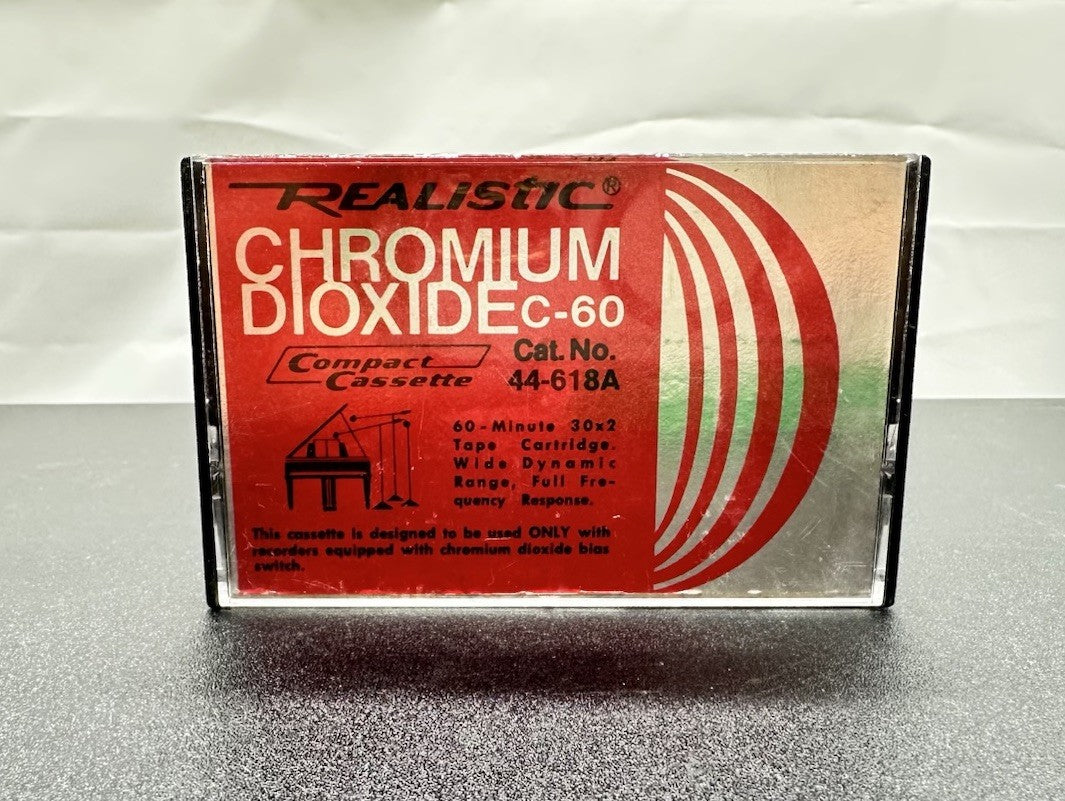 REALISTIC®
CHROMIUM
DIOXIDE C-60
Compact
Cassette
Cat. No.
44-618A
60-Minute 30x2
Tape Cartridge.
Wide Dynamic
Range, Full Fre-
quency Response.
This cassette is designed to be used ONLY with
recorders equipped with chromium dioxide bias
switch.